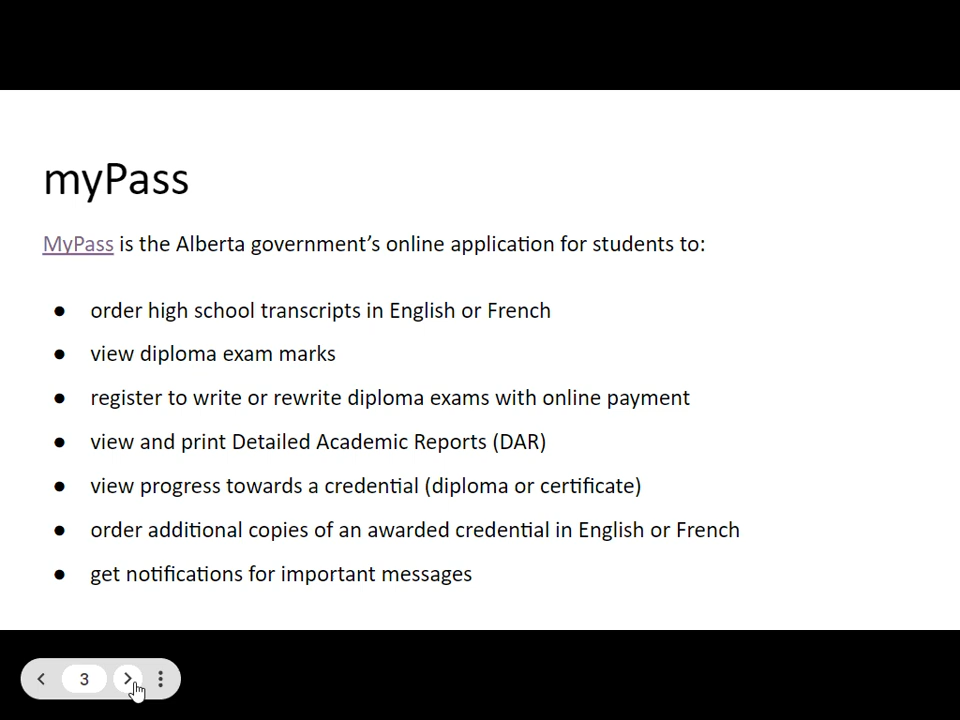 myPass
MyPass is the Alberta government’s online application for students to:
● order high school transcripts in English or French
● view diploma exam marks
● register to write or rewrite diploma exams with online payment
● view and print Detailed Academic Reports (DAR)
● view progress towards a credential (diploma or certificate)
● order additional copies of an awarded credential in English or French
● get notifications for important messages
3